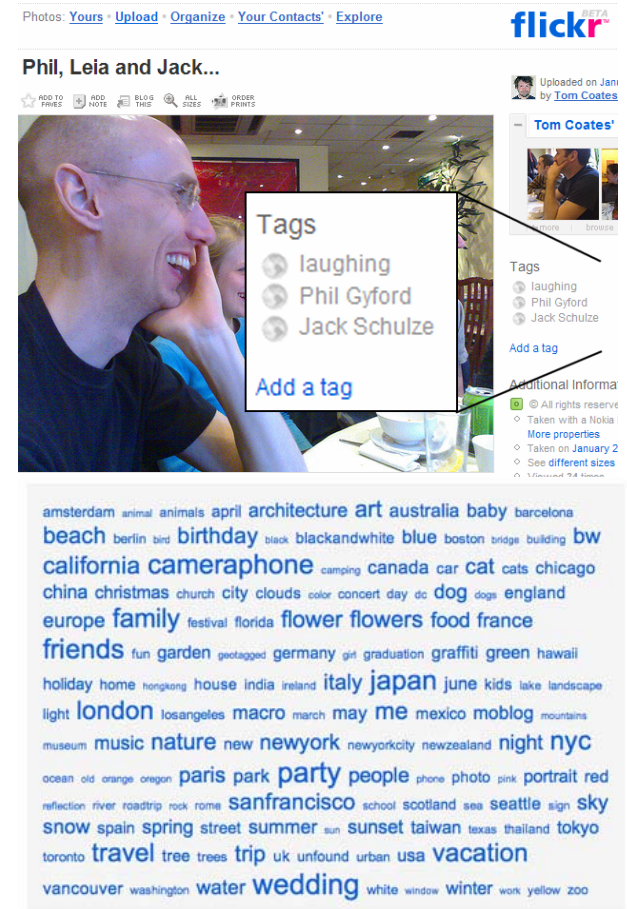 Photos: Yours • Upload • Organize • Your Contacts' • Explore
flickr BETA
TM
Phil, Leia and Jack...
ADD TO FAVES
ADD NOTE
BLOG THIS
ALL SIZES
ORDER PRINTS
Uploaded on Janu
by Tom Coates
Tom Coates'
more browse
Tags
laughing
Phil Gyford
Jack Schulze
Add a tag
Tags
laughing
Phil Gyford
Jack Schulze
Add a tag
Additional Informa
© All rights reserve
Taken with a Nokia
More properties
Taken on January 2
See different sizes
Viewed 34 times
amsterdam animal animals april architecture art australia baby barcelona
beach berlin bird birthday black blackandwhite blue boston bridge building bw
california cameraphone camping canada car cat cats chicago
china christmas church city clouds color concert day dc dog dogs england
europe family festival florida flower flowers food france
friends fun garden geotagged germany girl graduation graffiti green hawaii
holiday home hongkong house india ireland italy japan june kids lake landscape
light london losangeles macro march may me mexico moblog mountains
museum music nature new newyork newyorkcity newzealand night nyc
ocean old orange oregon paris park party people phone photo pink portrait red
reflection river roadtrip rock rome sanfrancisco school scotland sea seattle sign sky
snow spain spring street summer sun sunset taiwan texas thailand tokyo
toronto travel tree trees trip uk unfound urban usa vacation
vancouver washington water wedding white window winter work yellow zoo